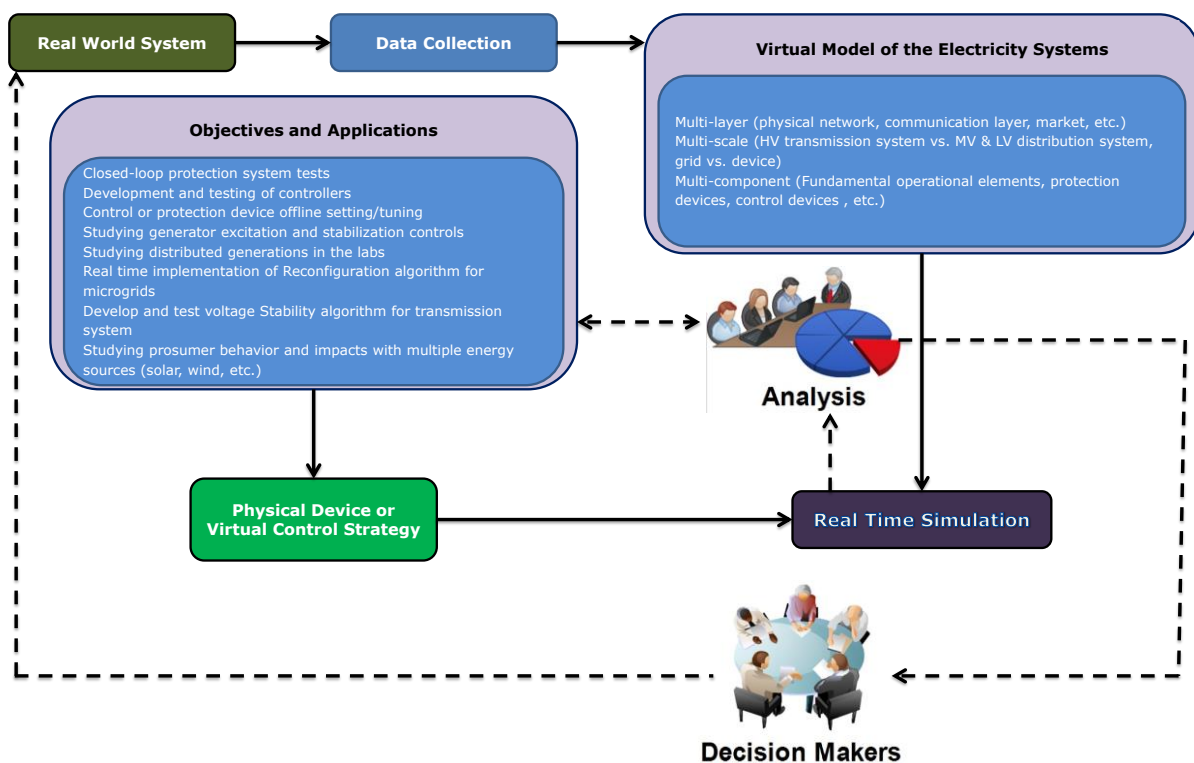 Real World System
Data Collection
Virtual Model of the Electricity Systems
Multi-layer (physical network, communication layer, market, etc.)
Multi-scale (HV transmission system vs. MV & LV distribution system,
grid vs. device)
Multi-component (Fundamental operational elements, protection
devices, control devices , etc.)
Objectives and Applications
Closed-loop protection system tests
Development and testing of controllers
Control or protection device offline setting/tuning
Studying generator excitation and stabilization controls
Studying distributed generations in the labs
Real time implementation of Reconfiguration algorithm for
microgrids
Develop and test voltage Stability algorithm for transmission
system
Studying prosumer behavior and impacts with multiple energy
sources (solar, wind, etc.)
Analysis
Physical Device or
Virtual Control Strategy
Real Time Simulation
Decision Makers